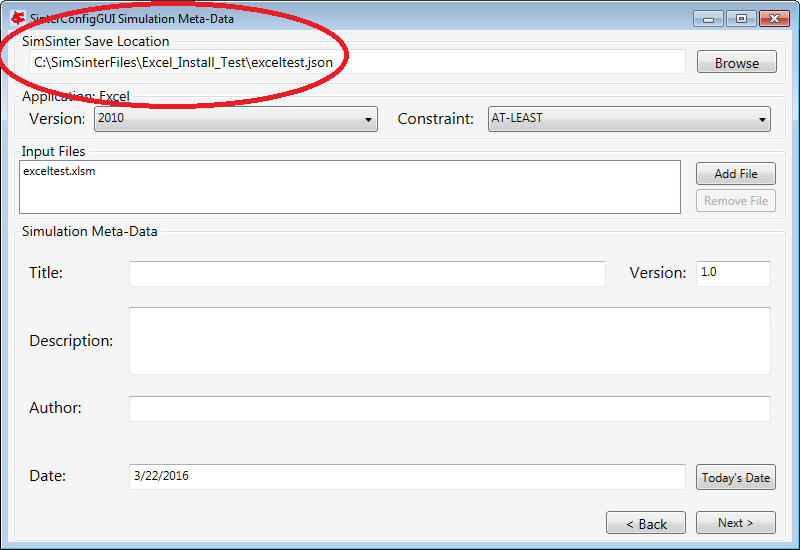 SinterConfigGUI Simulation Meta-Data
SimSinter Save Location
C:\SimSinterFiles\Excel_Install_Test\exceltest.json
Browse
Application: Excel
Version: 2010 Constraint: AT-LEAST
Input Files
exceltest.xlsm
Add File
Remove File
Simulation Meta-Data
Title: Version: 1.0
Description:
Author:
Date: 3/22/2016 Today's Date
< Back Next >